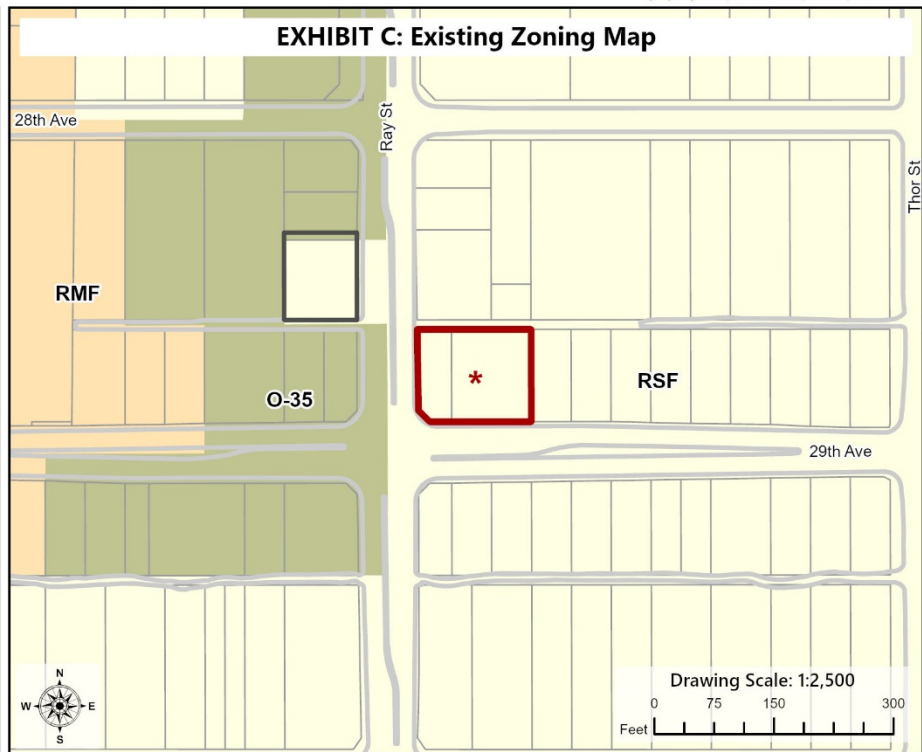 EXHIBIT C: Existing Zoning Map
28th Ave
Ray St
Thor St
RMF
O-35
*
RSF
29th Ave
N
W E
S
Drawing Scale: 1:2,500
0 75 150 300
Feet